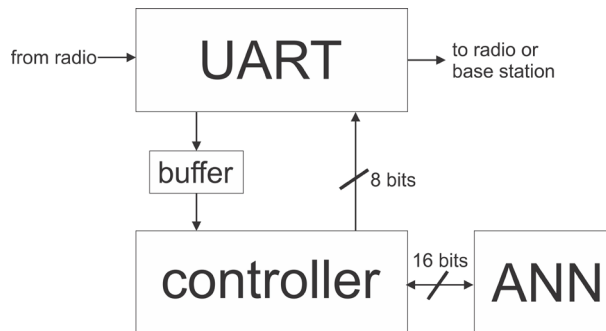 UART
from radio
to radio or
base station
buffer
8 bits
controller
16 bits
ANN